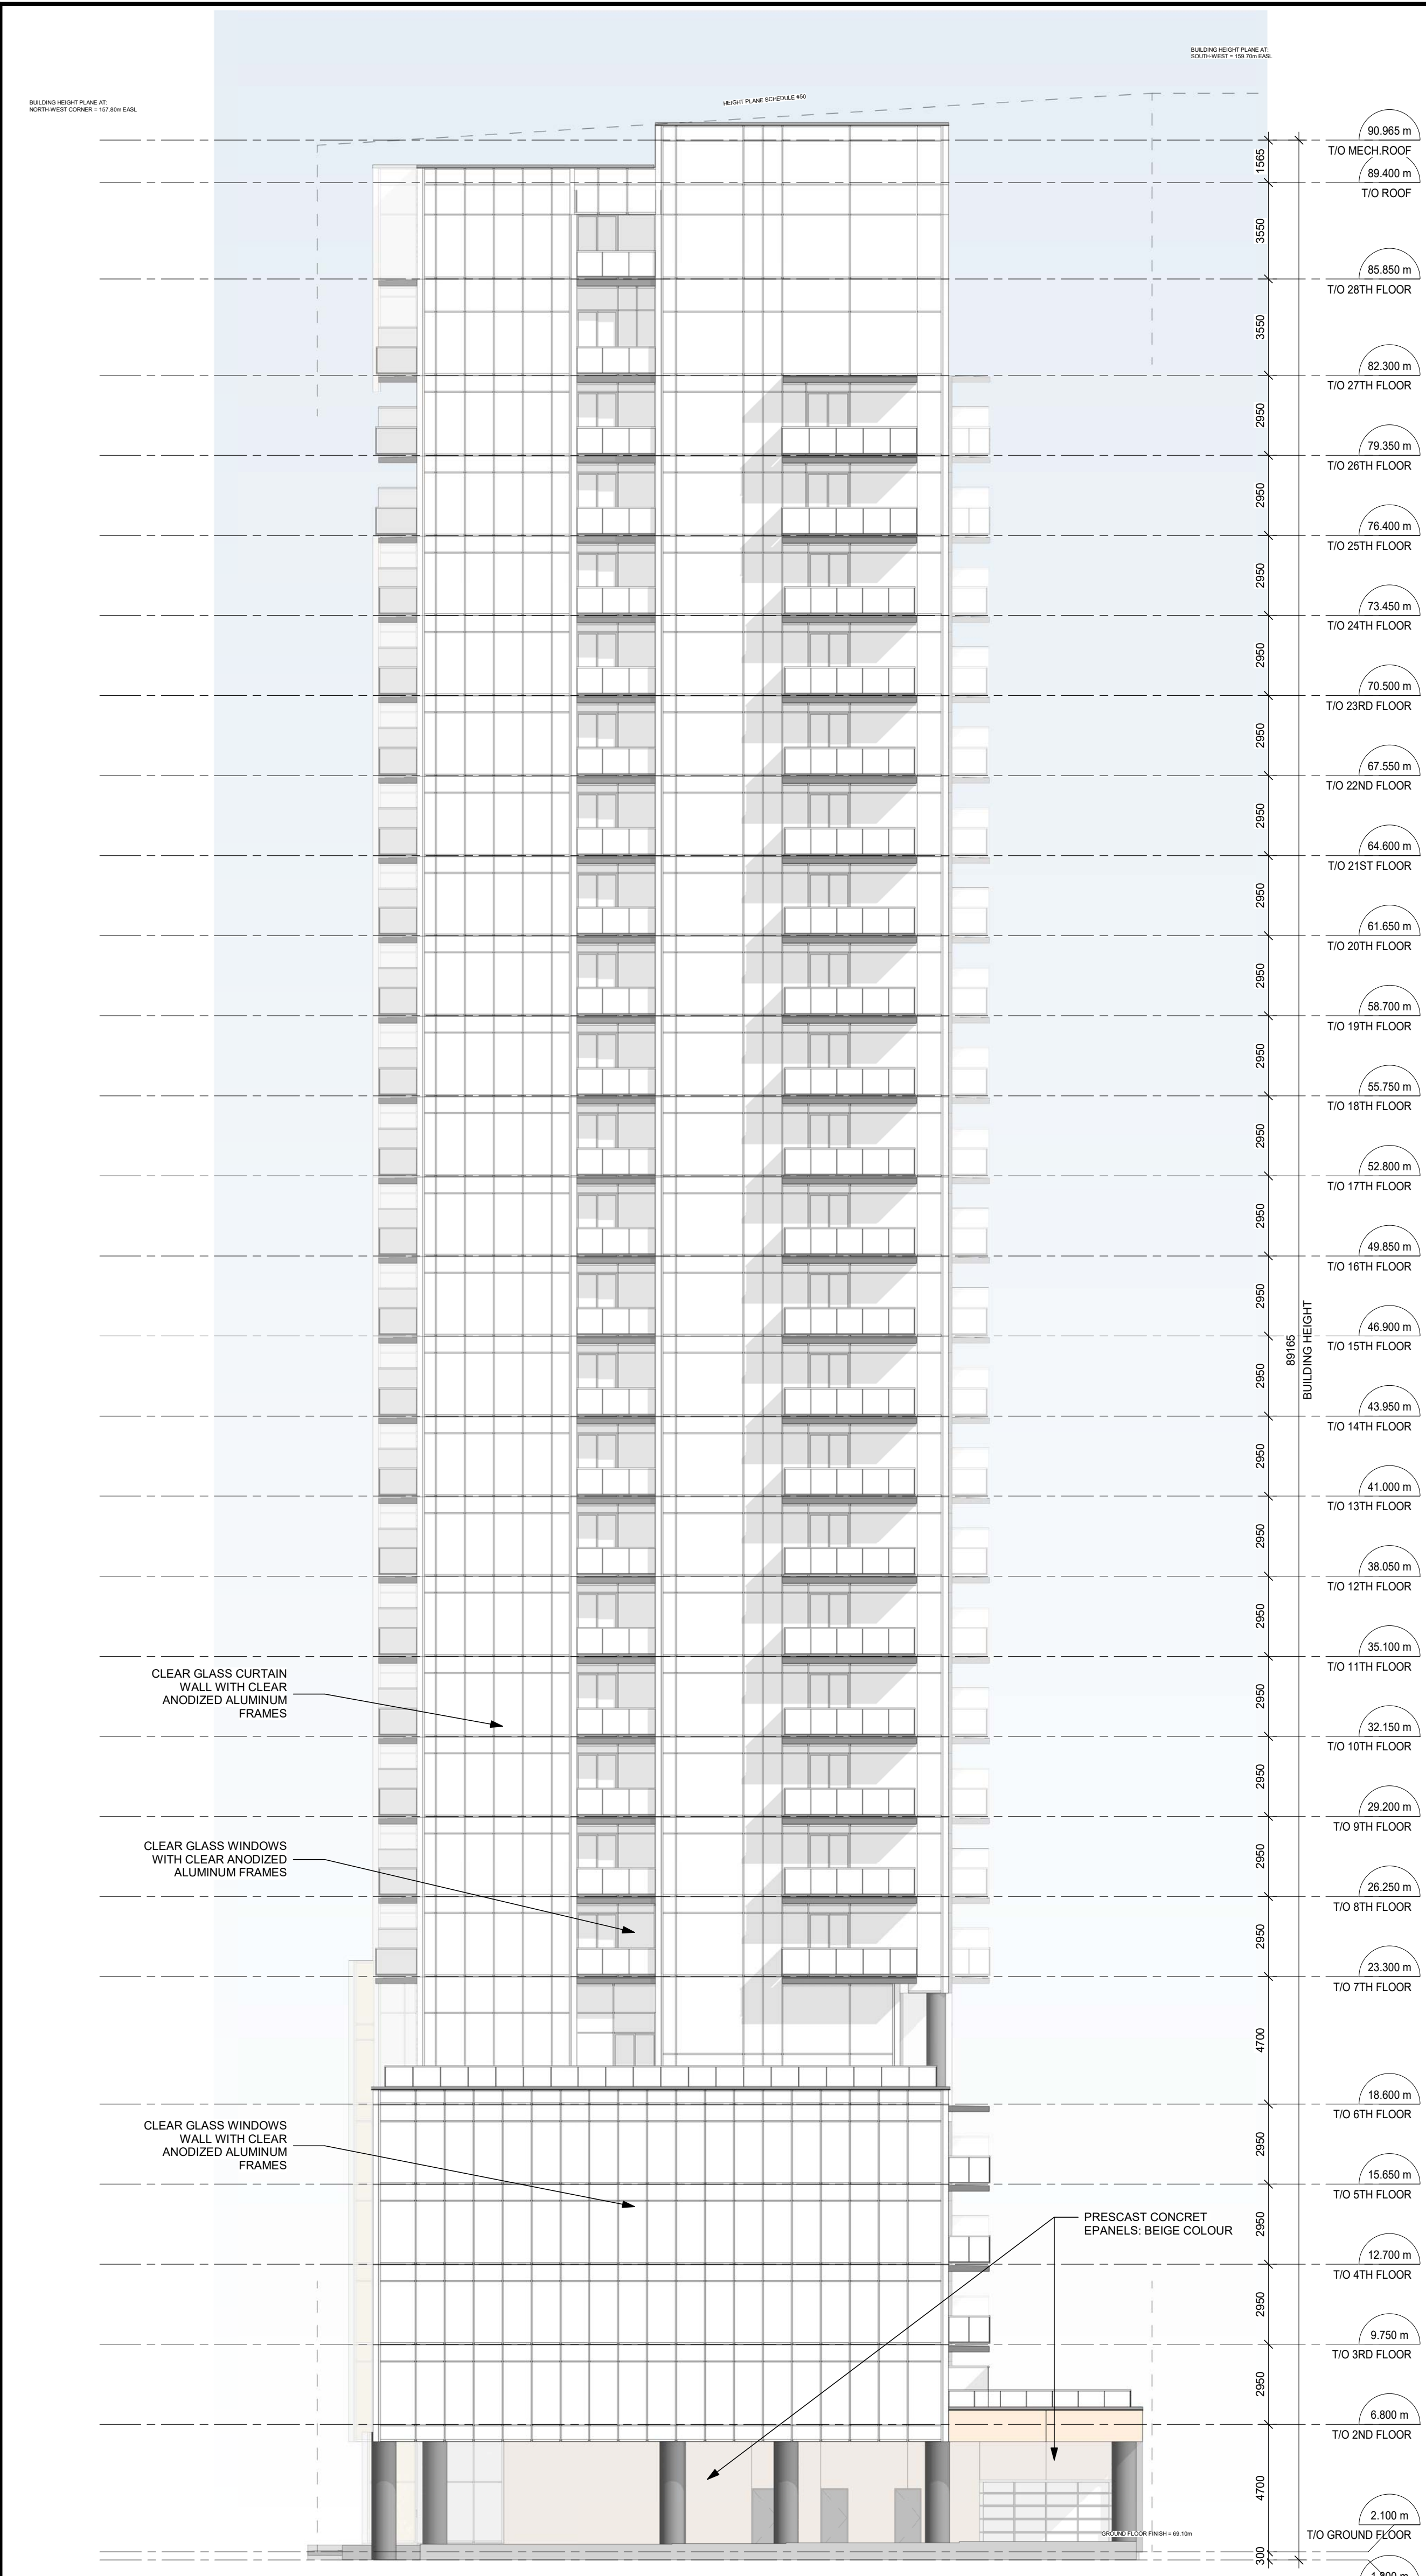 BUILDING HEIGHT PLANE AT:
SOUTH-WEST = 159.70m EASL
BUILDING HEIGHT PLANE AT:
NORTH-WEST CORNER = 157.80m EASL
HEIGHT PLANE SCHEDULE #50
90.965 m
T/O MECH.ROOF
1565
89.400 m
T/O ROOF
3550
85.850 m
T/O 28TH FLOOR
3550
82.300 m
T/O 27TH FLOOR
2950
79.350 m
T/O 26TH FLOOR
2950
76.400 m
T/O 25TH FLOOR
2950
73.450 m
T/O 24TH FLOOR
2950
70.500 m
T/O 23RD FLOOR
2950
67.550 m
T/O 22ND FLOOR
2950
64.600 m
T/O 21ST FLOOR
2950
61.650 m
T/O 20TH FLOOR
2950
58.700 m
T/O 19TH FLOOR
2950
55.750 m
T/O 18TH FLOOR
2950
52.800 m
T/O 17TH FLOOR
2950
49.850 m
T/O 16TH FLOOR
2950
89165
BUILDING HEIGHT
46.900 m
T/O 15TH FLOOR
2950
43.950 m
T/O 14TH FLOOR
2950
41.000 m
T/O 13TH FLOOR
2950
38.050 m
T/O 12TH FLOOR
2950
35.100 m
T/O 11TH FLOOR
CLEAR GLASS CURTAIN
WALL WITH CLEAR
ANODIZED ALUMINUM
FRAMES
2950
32.150 m
T/O 10TH FLOOR
2950
29.200 m
T/O 9TH FLOOR
CLEAR GLASS WINDOWS
WITH CLEAR ANODIZED
ALUMINUM FRAMES
2950
26.250 m
T/O 8TH FLOOR
2950
23.300 m
T/O 7TH FLOOR
4700
18.600 m
T/O 6TH FLOOR
CLEAR GLASS WINDOWS
WALL WITH CLEAR
ANODIZED ALUMINUM
FRAMES
2950
15.650 m
T/O 5TH FLOOR
PRESCAST CONCRET
EPANELS: BEIGE COLOUR
2950
12.700 m
T/O 4TH FLOOR
2950
9.750 m
T/O 3RD FLOOR
2950
6.800 m
T/O 2ND FLOOR
4700
2.100 m
T/O GROUND FLOOR
GROUND FLOOR FINISH = 69.10m
300